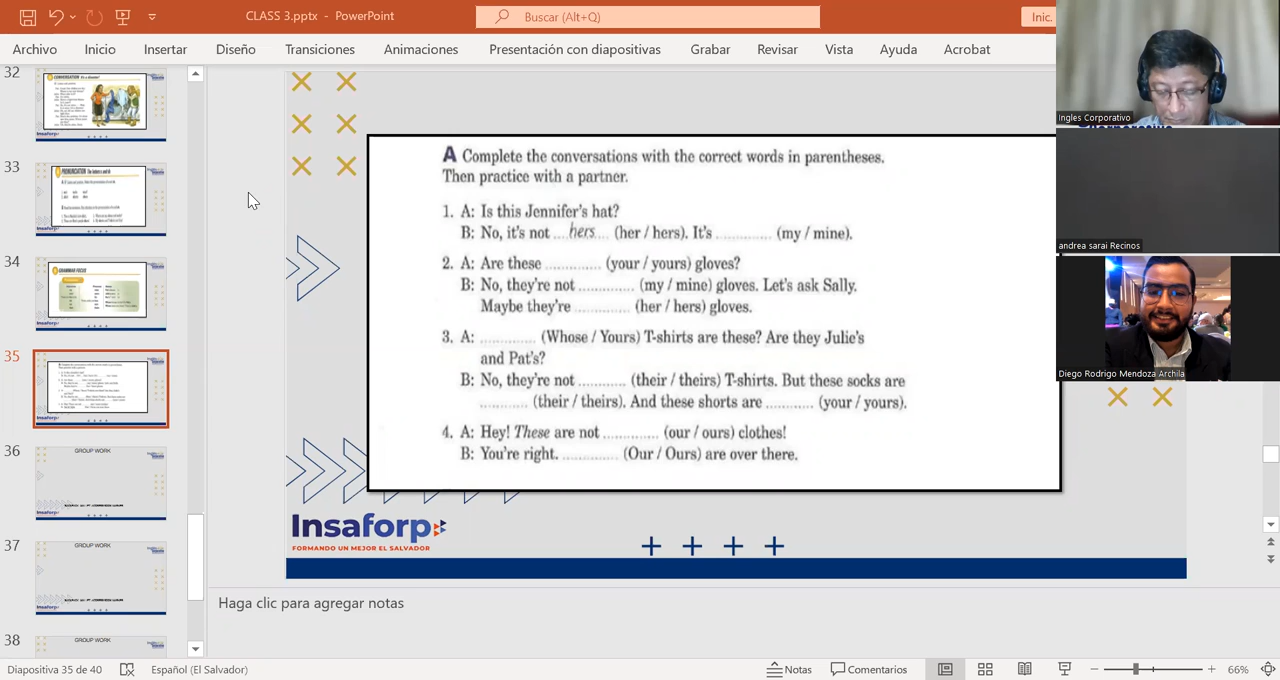 CLASS 3.pptx - PowerPoint
Buscar (Alt+Q)
Inic.
Archivo Inicio Insertar Diseño Transiciones Animaciones Presentación con diapositivas Grabar Revisar Vista Ayuda Acrobat
Ingles Corporativo
andrea sarai Recinos
Diego Rodrigo Mendoza Archila
32
33
34
35
36
GROUP WORK
37
GROUP WORK
38
GROUP WORK
A Complete the conversations with the correct words in parentheses.
Then practice with a partner.
1. A: Is this Jennifer's hat?
B: No, it's not ....hers.... (her / hers). It's ............ (my / mine).
2. A: Are these ............ (your / yours) gloves?
B: No, they're not ............ (my / mine) gloves. Let's ask Sally.
Maybe they're ............ (her / hers) gloves.
3. A: ............ (Whose / Yours) T-shirts are these? Are they Julie's
and Pat's?
B: No, they're not ............ (their / theirs) T-shirts. But these socks are
............ (their / theirs). And these shorts are ............ (your / yours).
4. A: Hey! These are not ............ (our / ours) clothes!
B: You're right. ............ (Our / Ours) are over there.
Insaforp
FORMANDO UN MEJOR EL SALVADOR
Haga clic para agregar notas
Diapositiva 35 de 40 Español (El Salvador) Notas Comentarios 66%